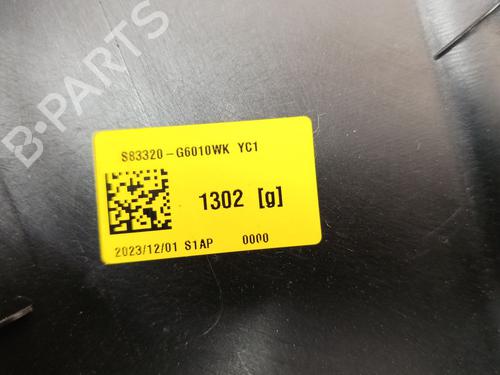 B-PARTS
S83320-G6010WK YC1
1302 [g]
2023/12/01 S1AP 0000